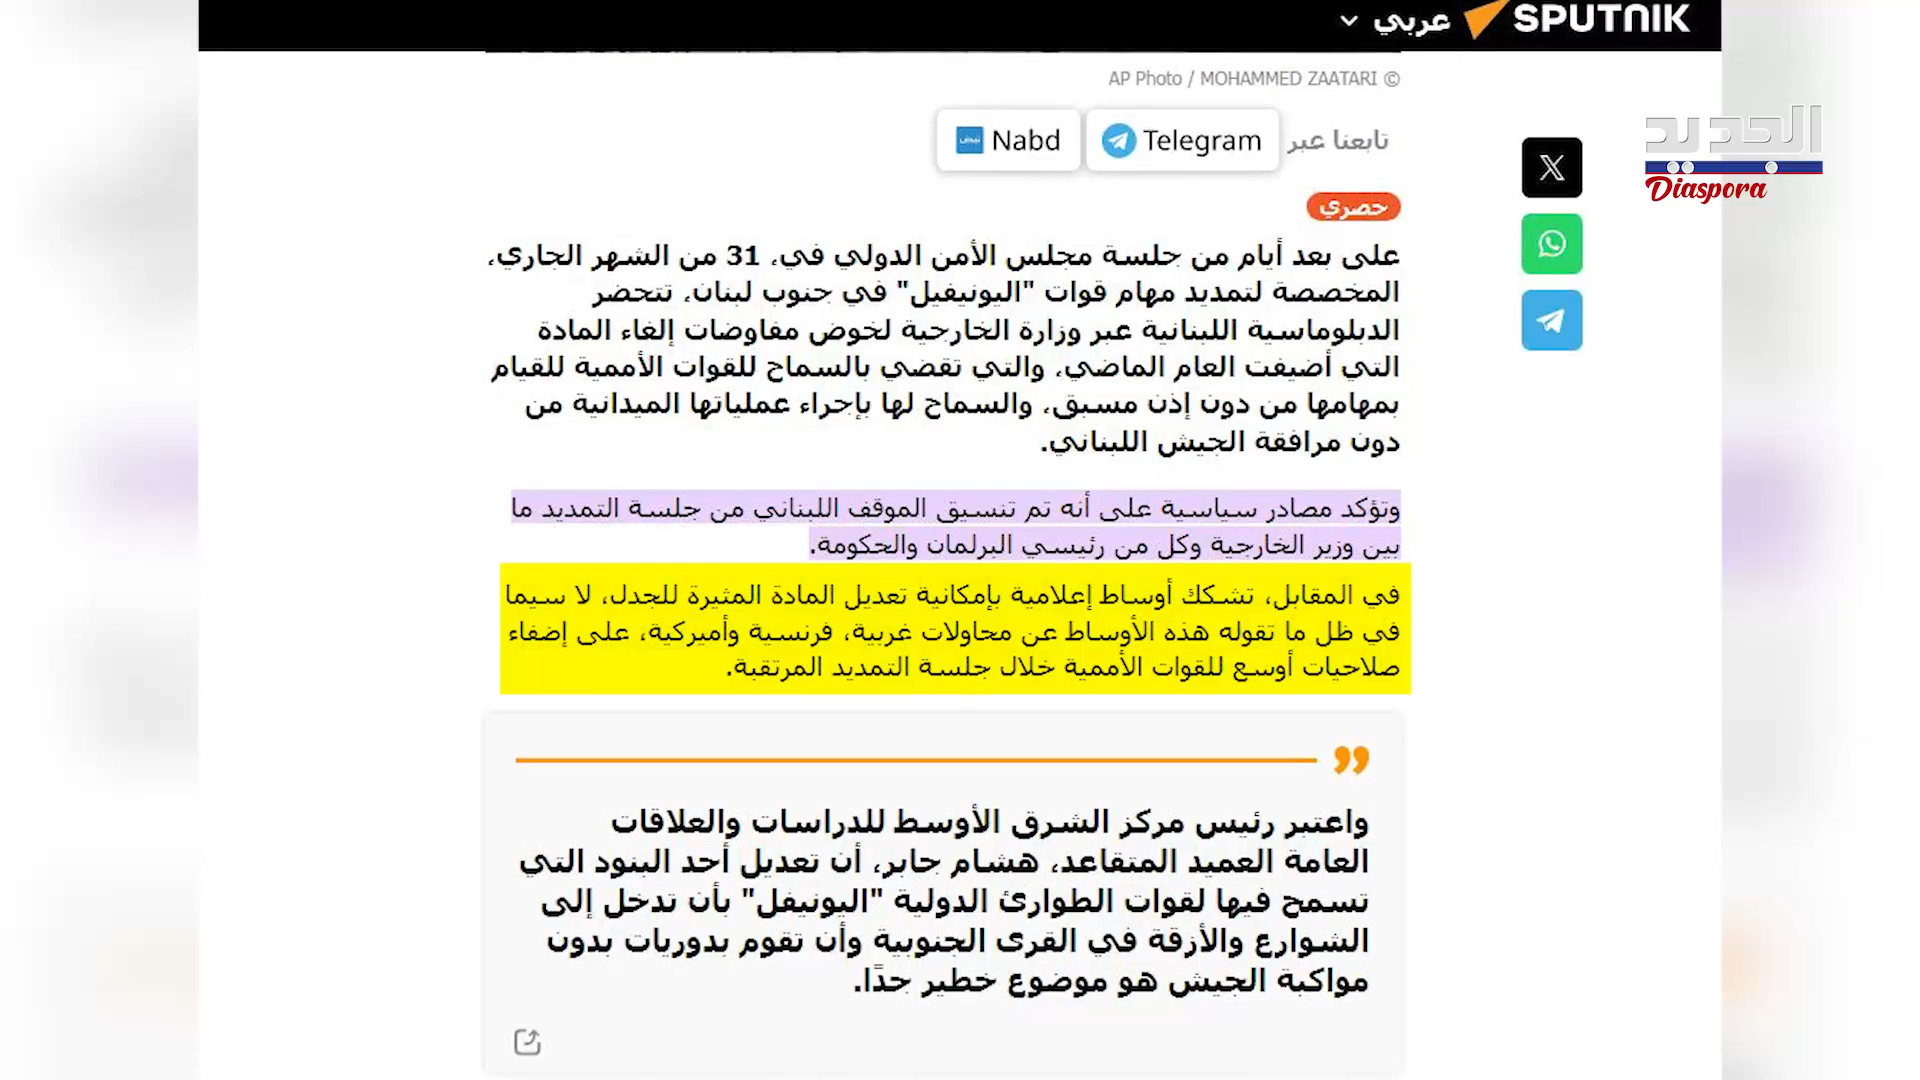 عربي SPUTNIK
AP Photo / MOHAMMED ZAATARI ©
تابعنا عبر Telegram Nabd
الجديد
Diaspora
حصري
على بعد أيام من جلسة مجلس الأمن الدولي في، 31 من الشهر الجاري،
المخصصة لتمديد مهام قوات "اليونيفيل" في جنوب لبنان، تتحضر
الدبلوماسية اللبنانية عبر وزارة الخارجية لخوض مفاوضات إلغاء المادة
التي أضيفت العام الماضي، والتي تقضي بالسماح للقوات الأممية للقيام
بمهامها من دون إذن مسبق، والسماح لها بإجراء عملياتها الميدانية من
دون مرافقة الجيش اللبناني.
وتؤكد مصادر سياسية على أنه تم تنسيق الموقف اللبناني من جلسة التمديد ما
بين وزير الخارجية وكل من رئيسي البرلمان والحكومة.
في المقابل، تشكك أوساط إعلامية بإمكانية تعديل المادة المثيرة للجدل، لا سيما
في ظل ما تقوله هذه الأوساط عن محاولات غربية، فرنسية وأميركية، على إضفاء
صلاحيات أوسع للقوات الأممية خلال جلسة التمديد المرتقبة.
واعتبر رئيس مركز الشرق الأوسط للدراسات والعلاقات
العامة العميد المتقاعد، هشام جابر، أن تعديل أحد البنود التي
تسمح فيها لقوات الطوارئ الدولية "اليونيفل" بأن تدخل إلى
الشوارع والأزقة في القرى الجنوبية وأن تقوم بدوريات بدون
مواكبة الجيش هو موضوع خطير جدًا.